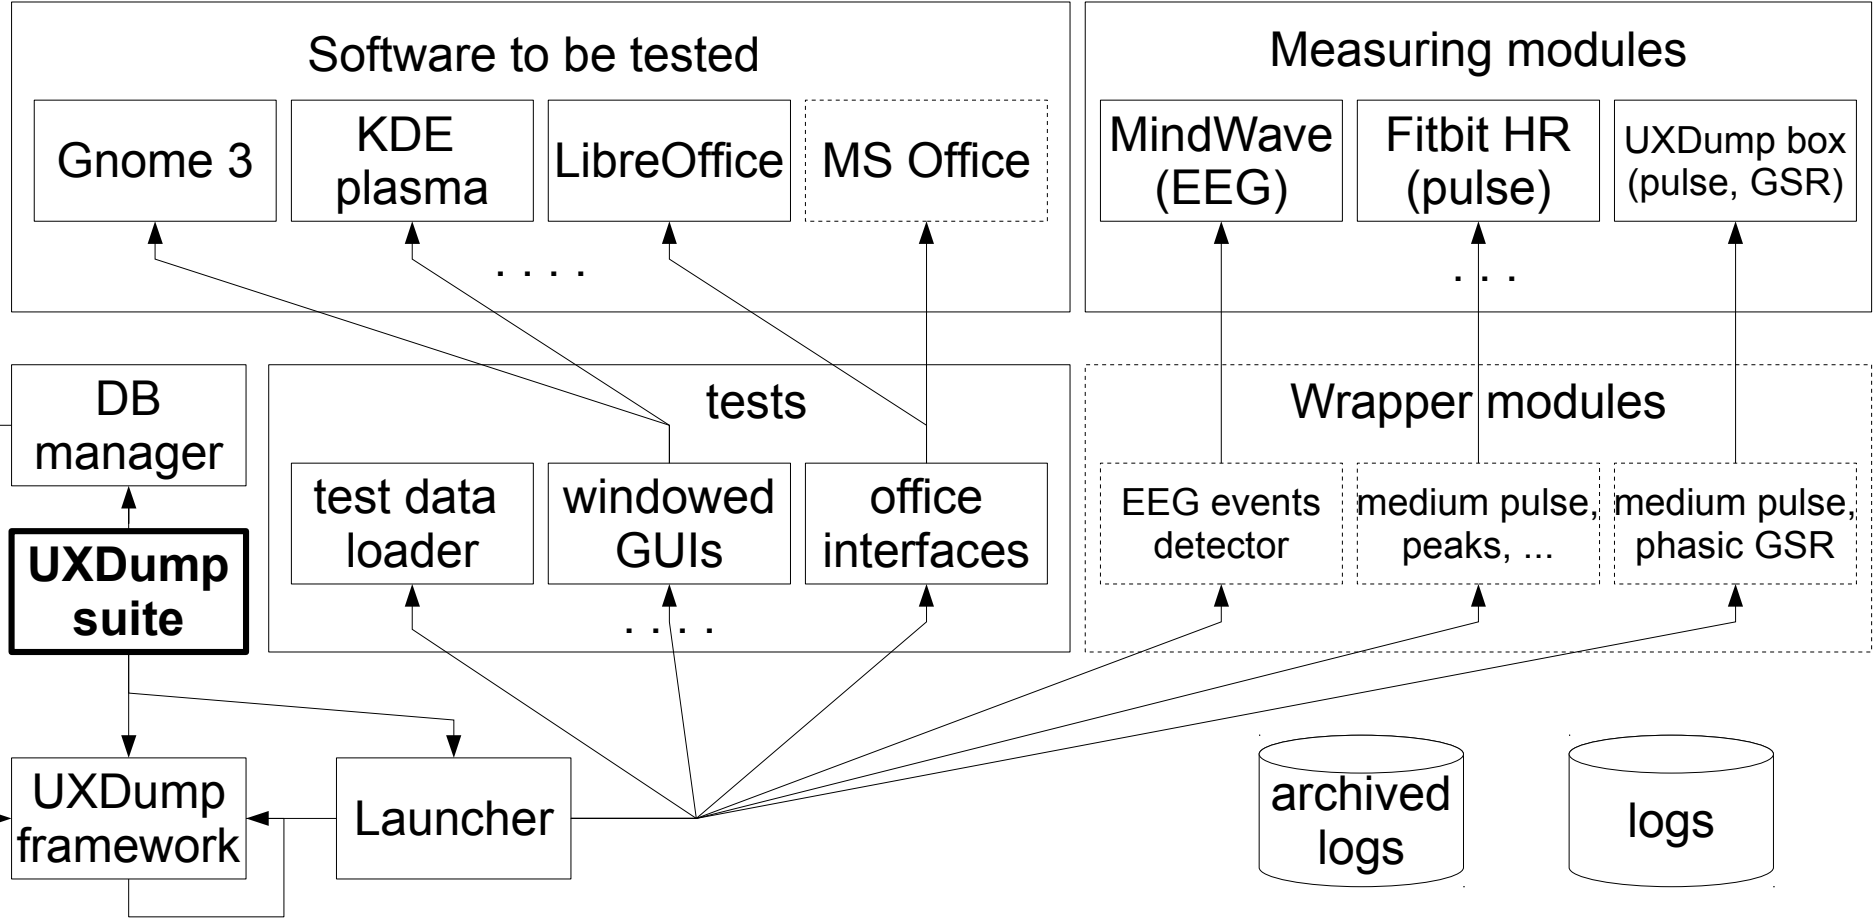 Software to be tested
Gnome 3
KDE
plasma
LibreOffice
MS Office
. . . .
Measuring modules
MindWave
(EEG)
Fitbit HR
(pulse)
UXDump box
(pulse, GSR)
. . .
DB
manager
tests
test data
loader
windowed
GUIs
office
interfaces
. . . .
Wrapper modules
EEG events
detector
medium pulse,
peaks, ...
medium pulse,
phasic GSR
UXDump
suite
UXDump
framework
Launcher
archived
logs
logs